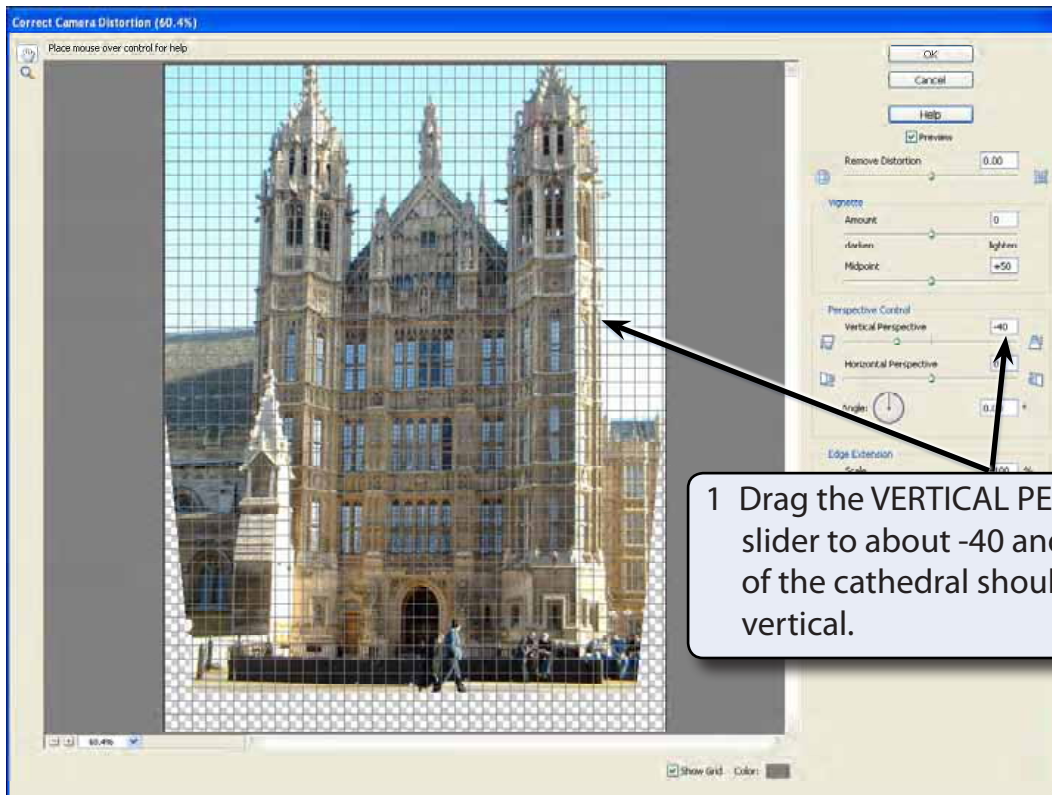 Correct Camera Distortion (60.4%)
Place mouse over control for help
OK
Cancel
Help
Preview
Remove Distortion 0.00
Vignette
Amount 0
darken lighten
Midpoint +50
Perspective Control
Vertical Perspective -40
Horizontal Perspective
Angle: °
Edge Extension
Scale %
1 Drag the VERTICAL PE
slider to about -40 and
of the cathedral shoul
vertical.
60.4%
Show Grid Color: